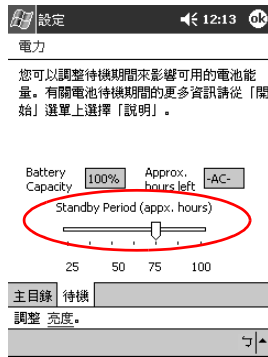 設定 12:13 ok
電力
您可以調整待機期間來影響可用的電池能
量。有關電池待機期間的更多資訊請從「開
始」選單上選擇「說明」。
Battery Capacity 100% Approx. hours left -AC-
Standby Period (appx. hours)
25 50 75 100
主目錄 待機
調整 亮度。